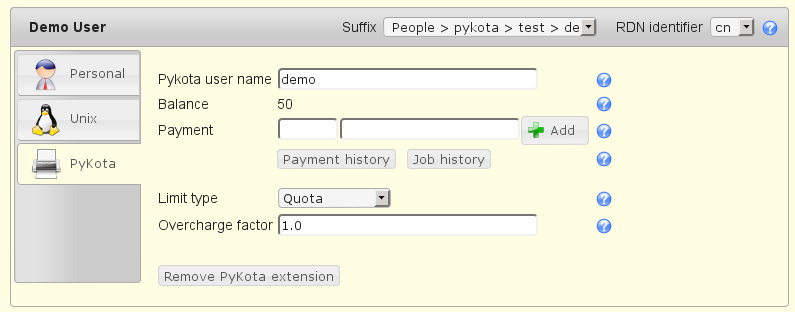 Demo User Suffix People > pykota > test > de RDN identifier cn
Personal
Unix
PyKota
Pykota user name demo
Balance 50
Payment Add
Payment history Job history
Limit type Quota
Overcharge factor 1.0
Remove PyKota extension